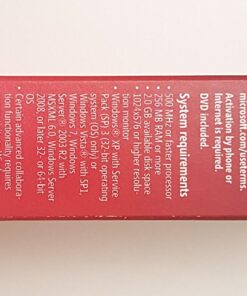 microsoft.com/useterms.
Activation by phone or
Internet is required.
DVD included.
System requirements
• 500 MHz or faster processor
• 256 MB RAM or more
• 2.0 GB available disk space
• 1024x576 or higher resolu-
tion monitor
• Windows® XP with Service
Pack (SP) 3 (32-bit operating
system (OS) only) or
Windows Vista® with SP1,
Windows 7, Windows
Server® 2003 R2 with
MSXML 6.0, Windows Server
2008, or later 32- or 64-bit
OS
• Certain advanced collabora-
tion functionality requires